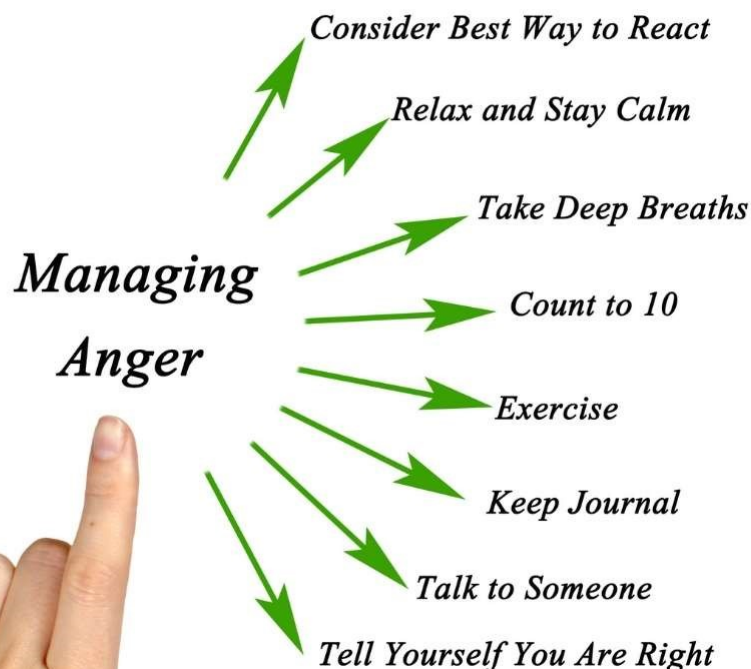 Consider Best Way to React
Relax and Stay Calm
Take Deep Breaths
Managing
Anger
Count to 10
Exercise
Keep Journal
Talk to Someone
Tell Yourself You Are Right